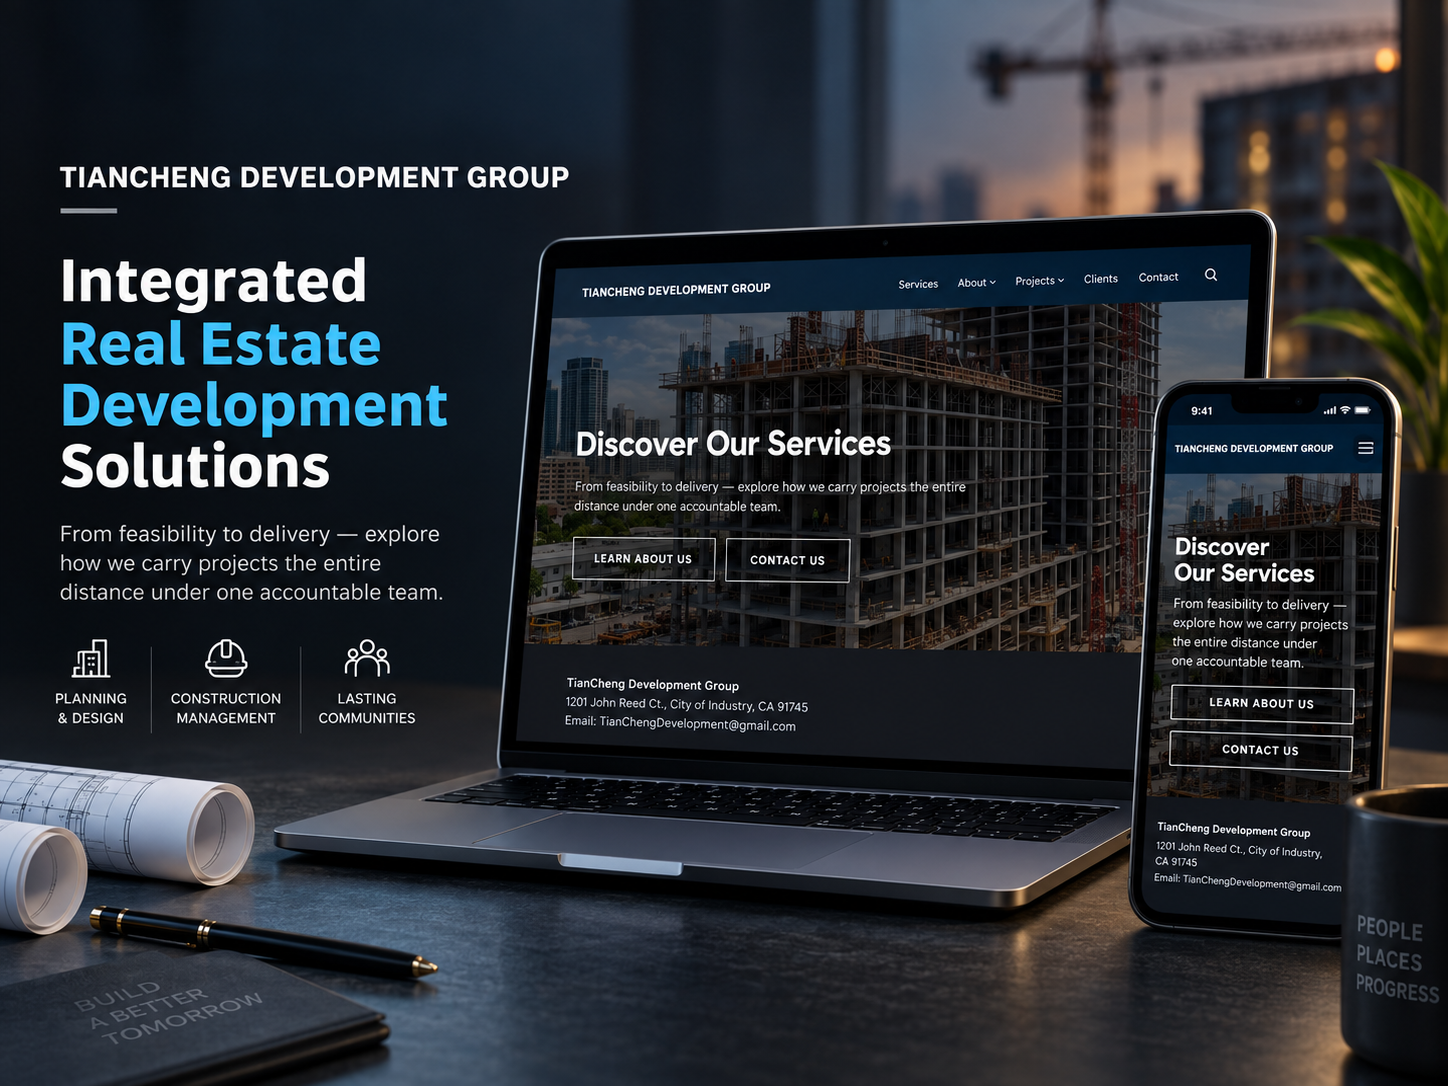 TIANCHENG DEVELOPMENT GROUP
Integrated
Real Estate
Development
Solutions
From feasibility to delivery — explore
how we carry projects the entire
distance under one accountable team.
PLANNING
& DESIGN
CONSTRUCTION
MANAGEMENT
LASTING
COMMUNITIES
TIANCHENG DEVELOPMENT GROUP
Services About Projects Clients Contact
Discover Our Services
From feasibility to delivery — explore how we carry projects the entire
distance under one accountable team.
LEARN ABOUT US CONTACT US
TianCheng Development Group
1201 John Reed Ct., City of Industry, CA 91745
Email: TianChengDevelopment@gmail.com
9:41
TIANCHENG DEVELOPMENT GROUP
Discover
Our Services
From feasibility to delivery —
explore how we carry projects
the entire distance under
one accountable team.
LEARN ABOUT US
CONTACT US
TianCheng Development Group
1201 John Reed Ct., City of Industry,
CA 91745
Email: TianChengDevelopment@gmail.com
PEOPLE
PLACES
PROGRESS
BUILD
A BETTER
TOMORROW